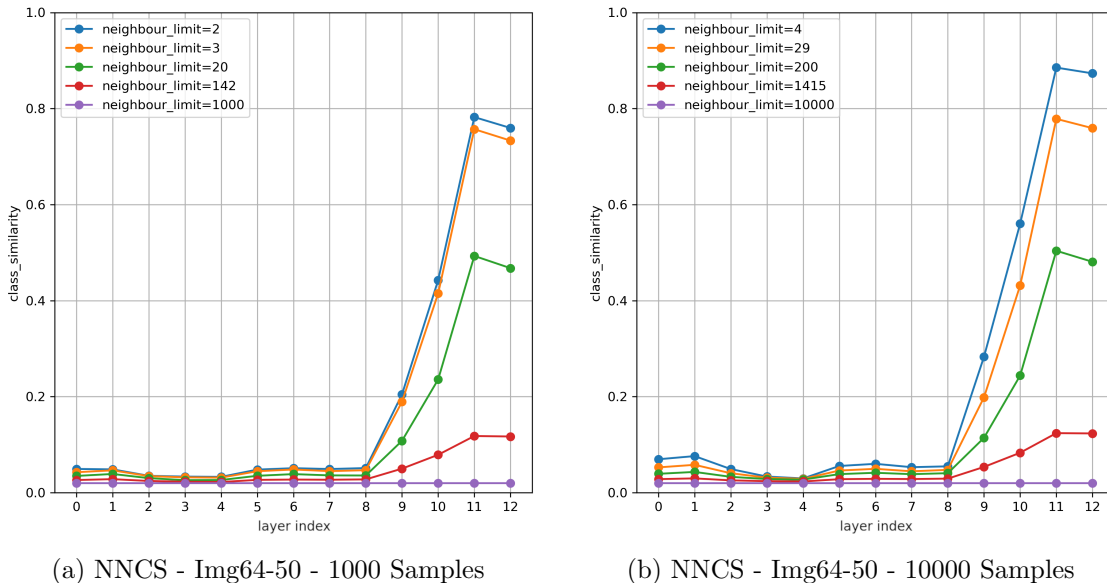 1.0
0.8
0.6
0.4
0.2
0.0
class_similarity
neighbour_limit=2
neighbour_limit=3
neighbour_limit=20
neighbour_limit=142
neighbour_limit=1000
0 1 2 3 4 5 6 7 8 9 10 11 12
layer index
(a) NNCS - Img64-50 - 1000 Samples
1.0
0.8
0.6
0.4
0.2
0.0
class_similarity
neighbour_limit=4
neighbour_limit=29
neighbour_limit=200
neighbour_limit=1415
neighbour_limit=10000
0 1 2 3 4 5 6 7 8 9 10 11 12
layer index
(b) NNCS - Img64-50 - 10000 Samples